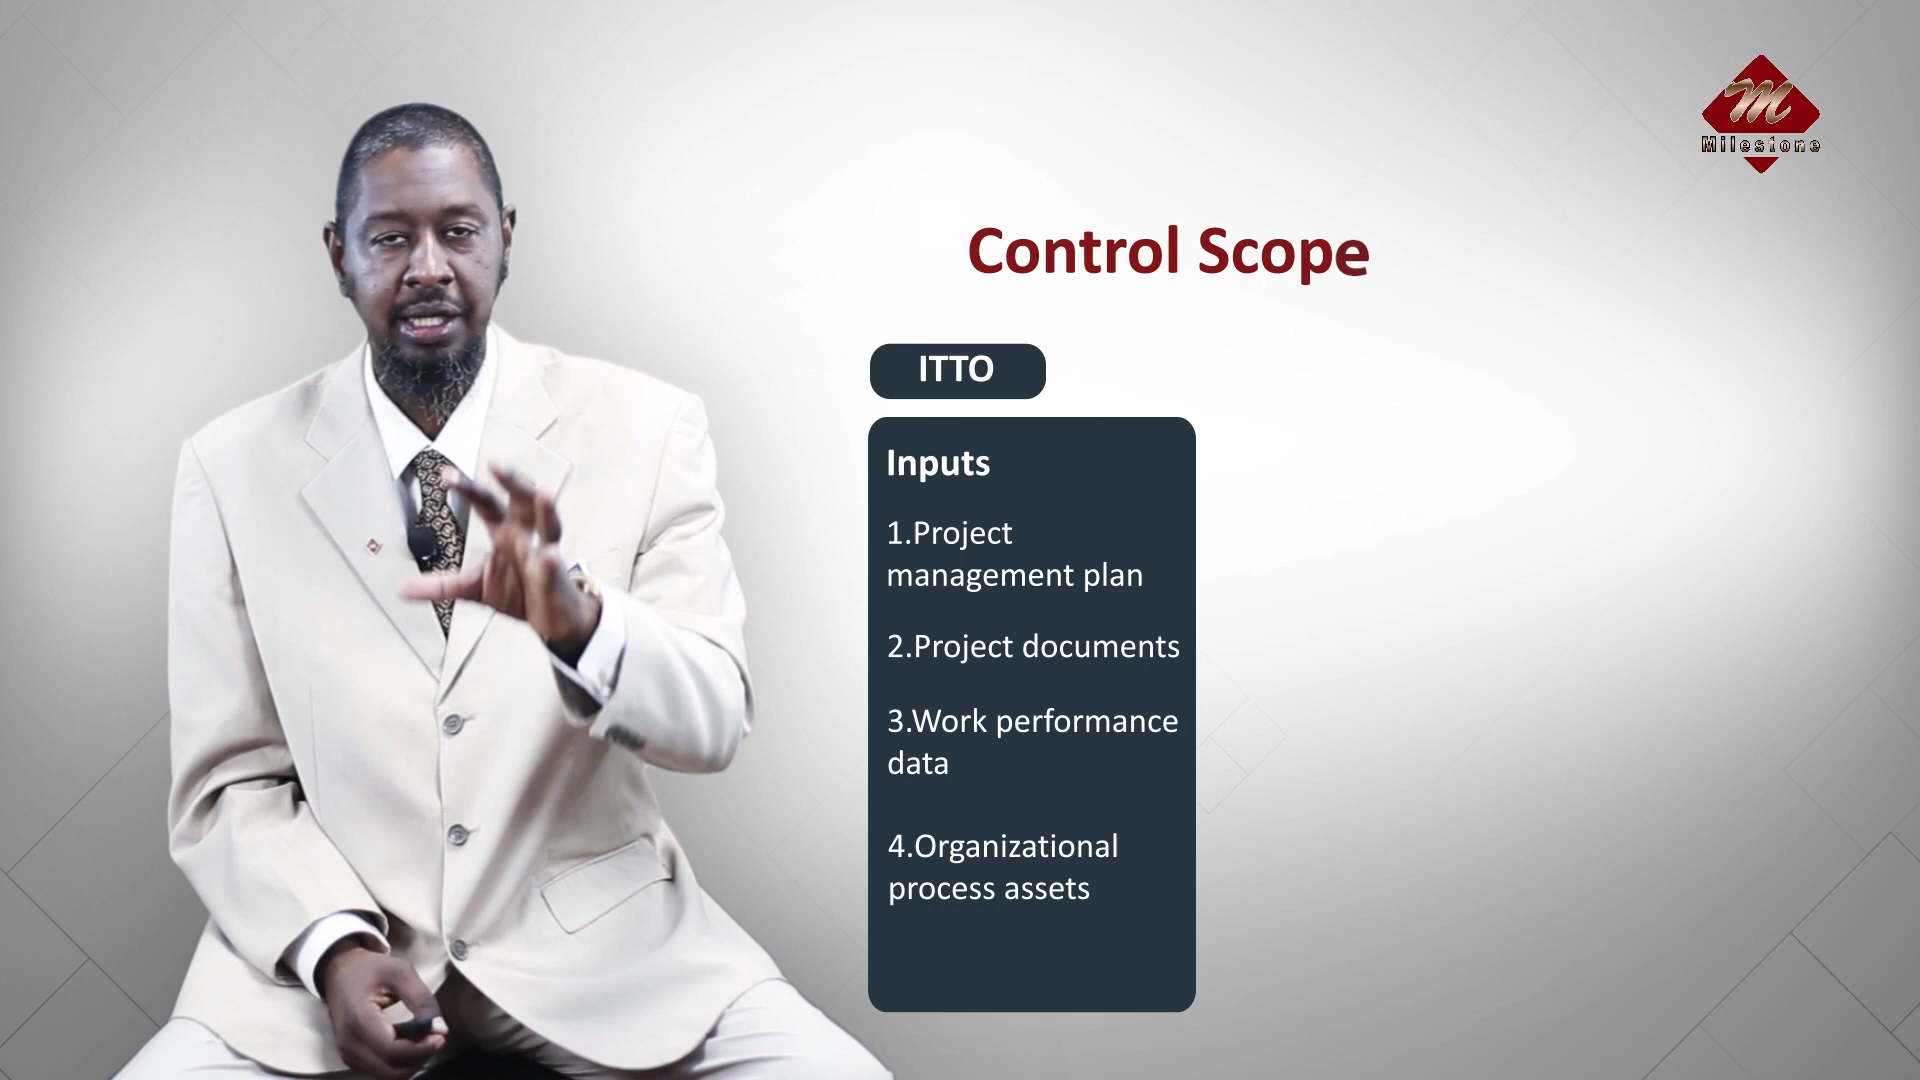 M
Milestone
Control Scope
ITTO
Inputs
1.Project
management plan
2.Project documents
3.Work performance
data
4.Organizational
process assets